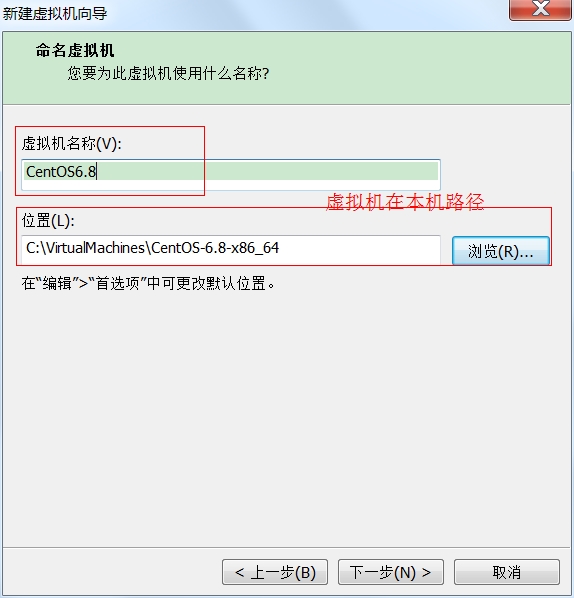 新建虚拟机向导
命名虚拟机
您要为此虚拟机使用什么名称?
虚拟机名称(V):
CentOS6.8
虚拟机在本机路径
位置(L):
C:\VirtualMachines\CentOS-6.8-x86_64
浏览(R)...
在“编辑”>“首选项”中可更改默认位置。
< 上一步(B)
下一步(N) >
取消